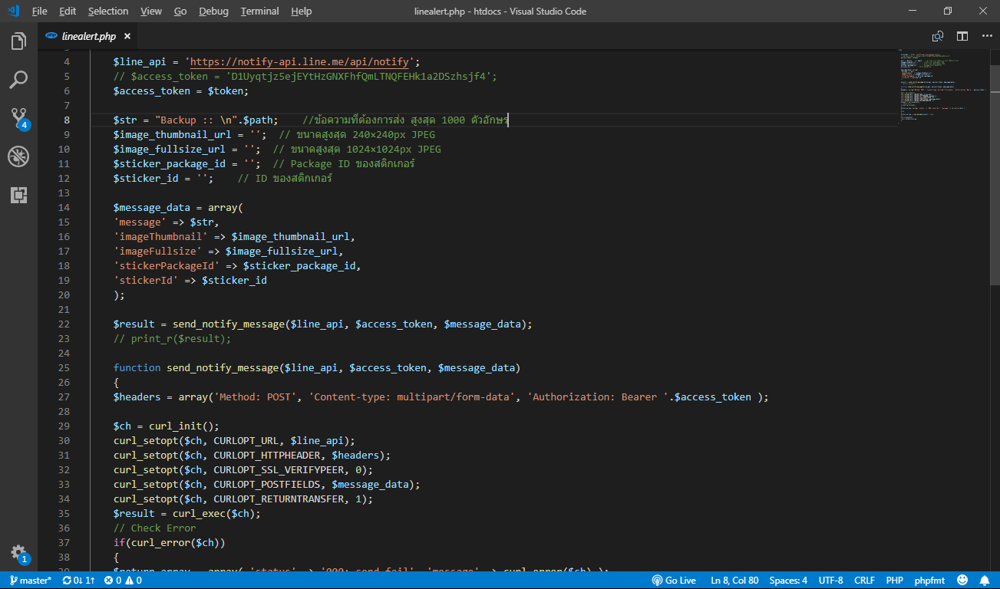 File Edit Selection View Go Debug Terminal Help linealert.php - htdocs - Visual Studio Code
linealert.php
4 $line_api = 'https://notify-api.line.me/api/notify';
5 // $access_token = 'D1Uyqtjz5ejEYtHzGNXFhfQmLTNQFEHk1a2DSzhsjf4';
6 $access_token = $token;
7
8 $str = "Backup :: \n".$path; //ข้อความที่ต้องการส่ง สูงสุด 1000 ตัวอักษร
9 $image_thumbnail_url = ''; // ขนาดสูงสุด 240×240px JPEG
10 $image_fullsize_url = ''; // ขนาดสูงสุด 1024×1024px JPEG
11 $sticker_package_id = ''; // Package ID ของสติกเกอร์
12 $sticker_id = ''; // ID ของสติกเกอร์
13
14 $message_data = array(
15 'message' => $str,
16 'imageThumbnail' => $image_thumbnail_url,
17 'imageFullsize' => $image_fullsize_url,
18 'stickerPackageId' => $sticker_package_id,
19 'stickerId' => $sticker_id
20 );
21
22 $result = send_notify_message($line_api, $access_token, $message_data);
23 // print_r($result);
24
25 function send_notify_message($line_api, $access_token, $message_data)
26 {
27 $headers = array('Method: POST', 'Content-type: multipart/form-data', 'Authorization: Bearer '.$access_token );
28
29 $ch = curl_init();
30 curl_setopt($ch, CURLOPT_URL, $line_api);
31 curl_setopt($ch, CURLOPT_HTTPHEADER, $headers);
32 curl_setopt($ch, CURLOPT_SSL_VERIFYPEER, 0);
33 curl_setopt($ch, CURLOPT_POSTFIELDS, $message_data);
34 curl_setopt($ch, CURLOPT_RETURNTRANSFER, 1);
35 $result = curl_exec($ch);
36 // Check Error
37 if(curl_error($ch))
38 {
39 $return_array = array( 'status' => '000: send fail', 'message' => curl_error($ch) );
4
1
master* 0↓ 1↑ 0 0 Go Live Ln 8, Col 80 Spaces: 4 UTF-8 CRLF PHP phpfmt